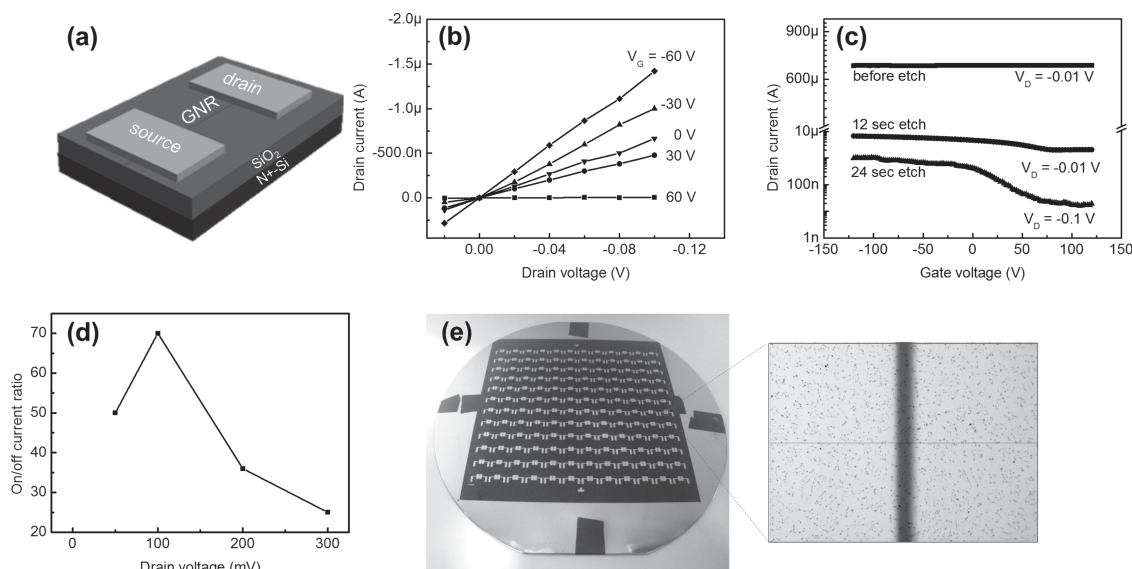 (a)
drain
GNR
source
SiO2
N+-Si
(b)
Drain current (A)
-2.0µ
-1.5µ
-1.0µ
-500.0n
0.0
VG = -60 V
-30 V
0 V
30 V
60 V
0.00 -0.04 -0.08 -0.12
Drain voltage (V)
(c)
Drain current (A)
900µ
600µ
10µ
100n
1n
before etch
VD = -0.01 V
12 sec etch
VD = -0.01 V
24 sec etch
VD = -0.1 V
-150 -100 -50 0 50 100 150
Gate voltage (V)
(d)
On/off current ratio
70
60
50
40
30
20
0 100 200 300
Drain voltage (mV)
(e)